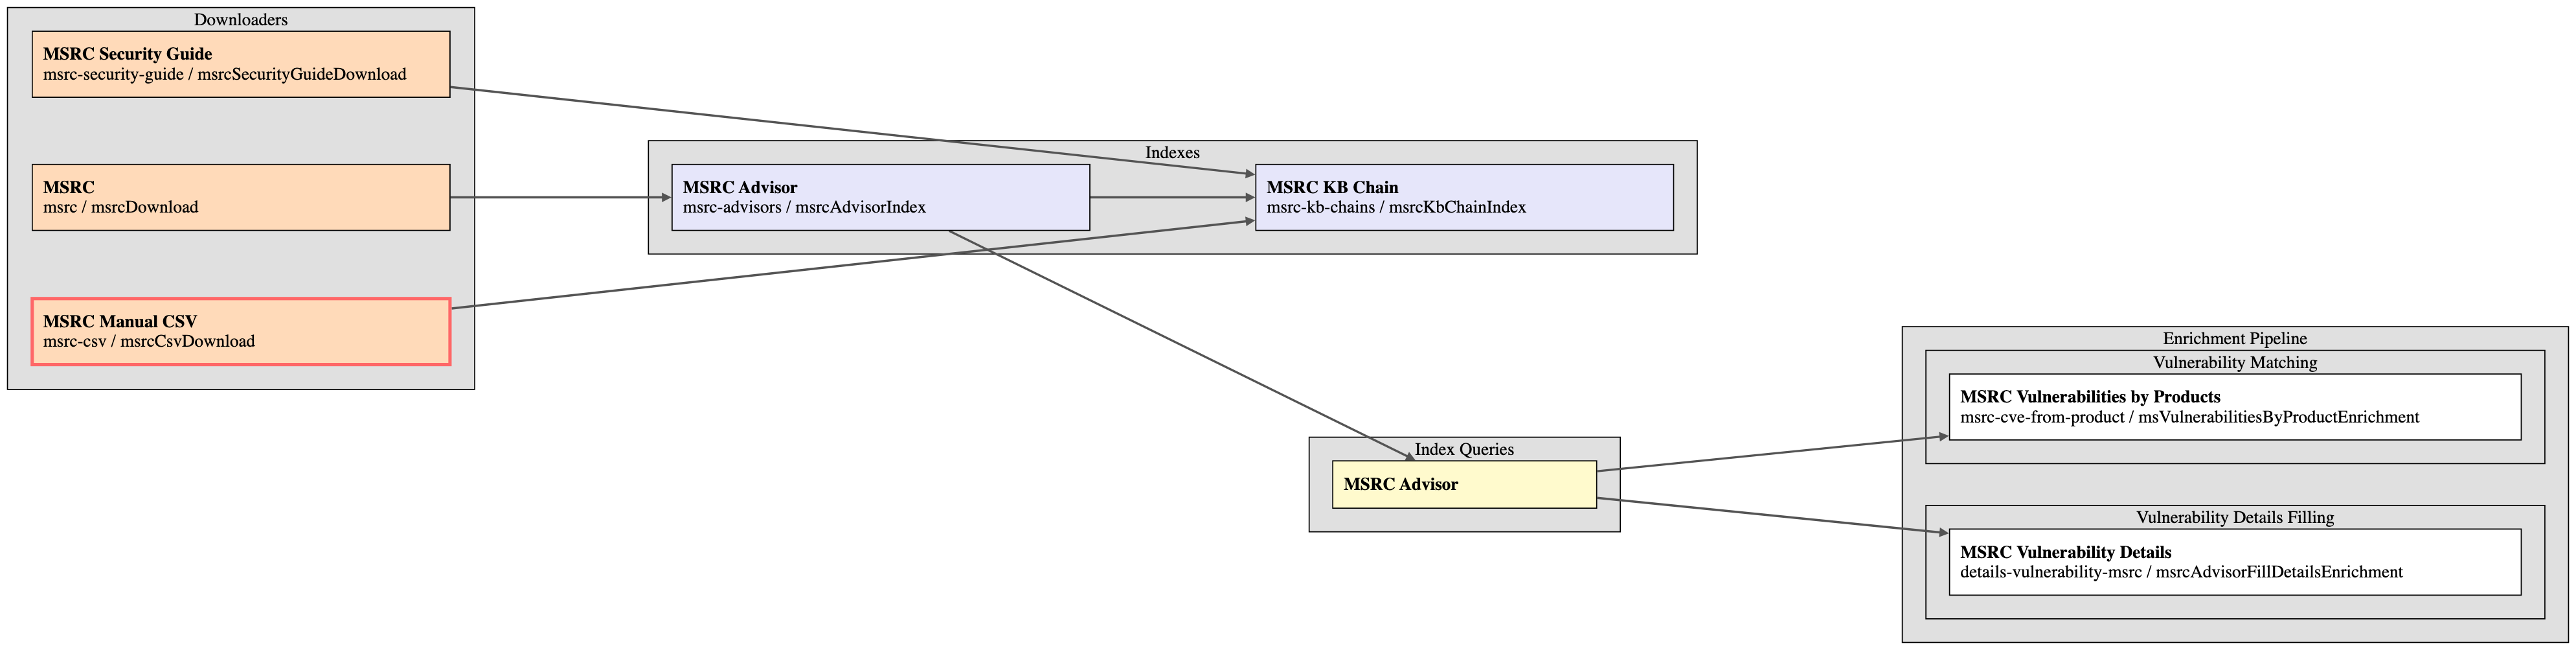 Downloaders
MSRC Security Guide
msrc-security-guide / msrcSecurityGuideDownload
MSRC
msrc / msrcDownload
MSRC Manual CSV
msrc-csv / msrcCsvDownload
Indexes
MSRC Advisor
msrc-advisors / msrcAdvisorIndex
MSRC KB Chain
msrc-kb-chains / msrcKbChainIndex
Index Queries
MSRC Advisor
Enrichment Pipeline
Vulnerability Matching
MSRC Vulnerabilities by Products
msrc-cve-from-product / msVulnerabilitiesByProductEnrichment
Vulnerability Details Filling
MSRC Vulnerability Details
details-vulnerability-msrc / msrcAdvisorFillDetailsEnrichment